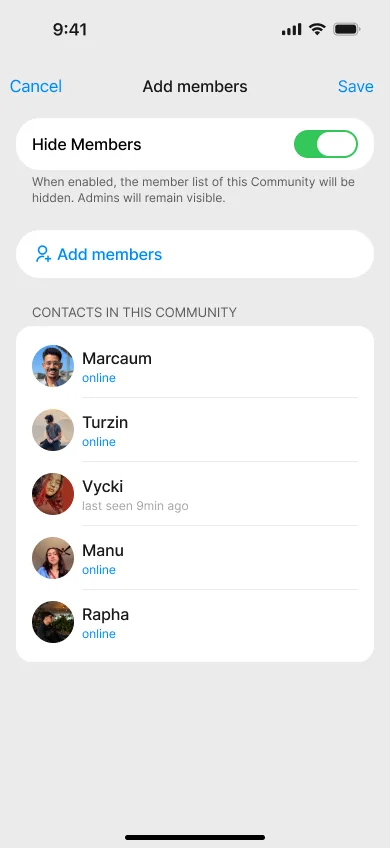 9:41
Cancel
Add members
Save
Hide Members
When enabled, the member list of this Community will be
hidden. Admins will remain visible.
Add members
CONTACTS IN THIS COMMUNITY
Marcaum
online
Turzin
online
Vycki
last seen 9min ago
Manu
online
Rapha
online